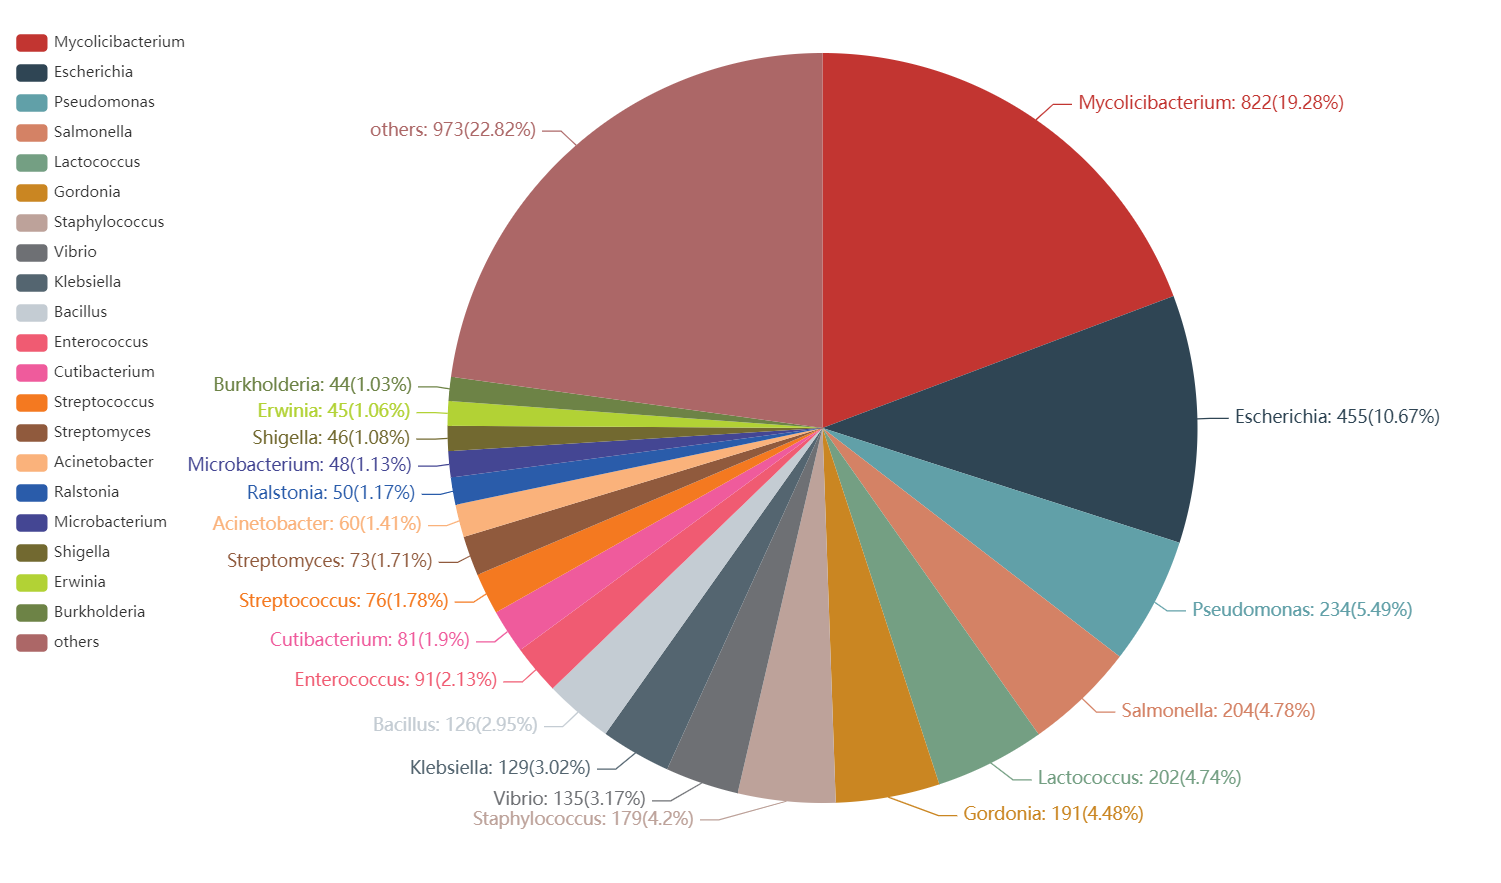 Mycolicibacterium
Escherichia
Pseudomonas
Salmonella
Lactococcus
Gordonia
Staphylococcus
Vibrio
Klebsiella
Bacillus
Enterococcus
Cutibacterium
Streptococcus
Streptomyces
Acinetobacter
Ralstonia
Microbacterium
Shigella
Erwinia
Burkholderia
others
Mycolicibacterium: 822(19.28%)
Escherichia: 455(10.67%)
Pseudomonas: 234(5.49%)
Salmonella: 204(4.78%)
Lactococcus: 202(4.74%)
Gordonia: 191(4.48%)
Staphylococcus: 179(4.2%)
Vibrio: 135(3.17%)
Klebsiella: 129(3.02%)
Bacillus: 126(2.95%)
Enterococcus: 91(2.13%)
Cutibacterium: 81(1.9%)
Streptococcus: 76(1.78%)
Streptomyces: 73(1.71%)
Acinetobacter: 60(1.41%)
Ralstonia: 50(1.17%)
Microbacterium: 48(1.13%)
Shigella: 46(1.08%)
Erwinia: 45(1.06%)
Burkholderia: 44(1.03%)
others: 973(22.82%)